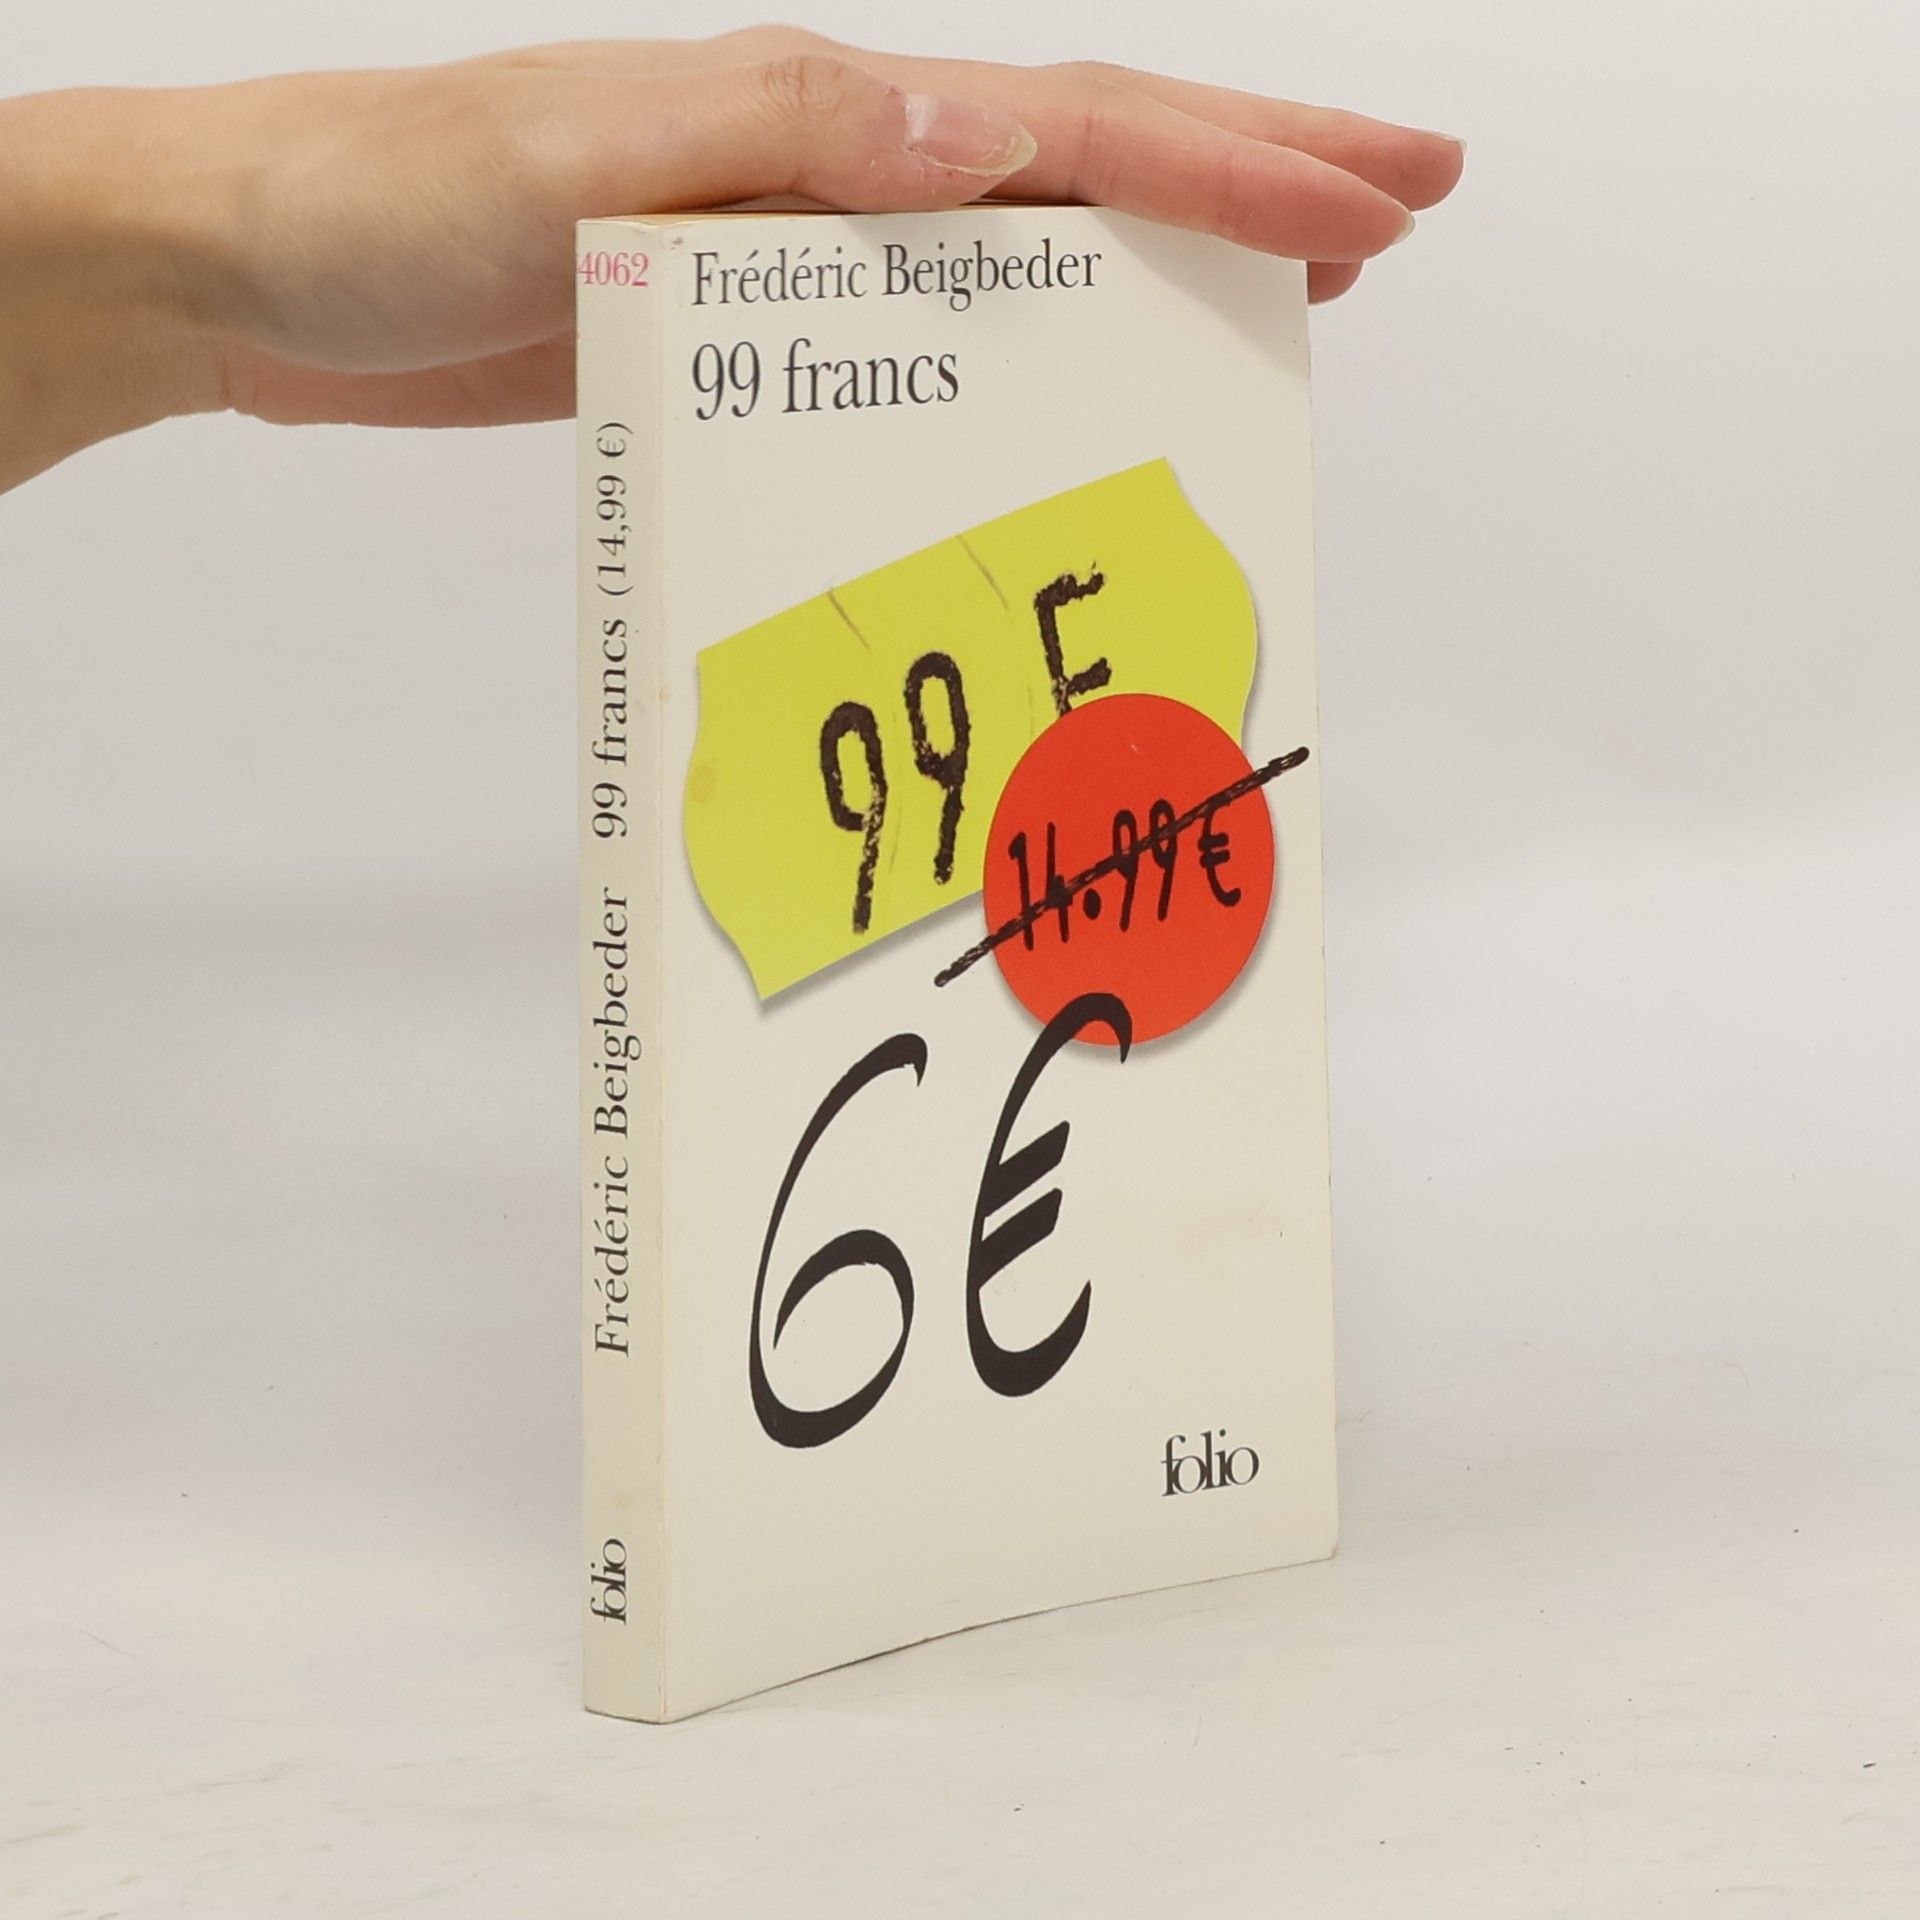 4062
Frédéric Beigbeder 99 francs (14,99 €)
folio
Frédéric Beigbeder
99 francs
99 F
14.99 €
6€
folio